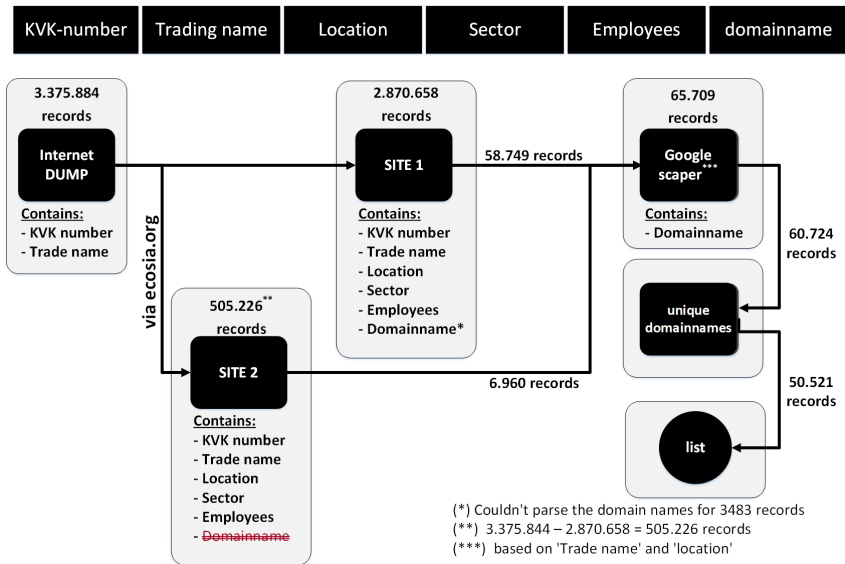 KVK-number
Trading name
Location
Sector
Employees
domainname
3.375.884
records
Internet
DUMP
Contains:
- KVK number
- Trade name
via ecosia.org
2.870.658
records
SITE 1
Contains:
- KVK number
- Trade name
- Location
- Sector
- Employees
- Domainname*
58.749 records
65.709
records
Google
scaper***
Contains:
- Domainname
60.724
records
505.226**
records
SITE 2
Contains:
- KVK number
- Trade name
- Location
- Sector
- Employees
- Domainname
6.960 records
unique
domainnames
50.521
records
list
(*) Couldn't parse the domain names for 3483 records
(**) 3.375.844 – 2.870.658 = 505.226 records
(***) based on 'Trade name' and 'location'